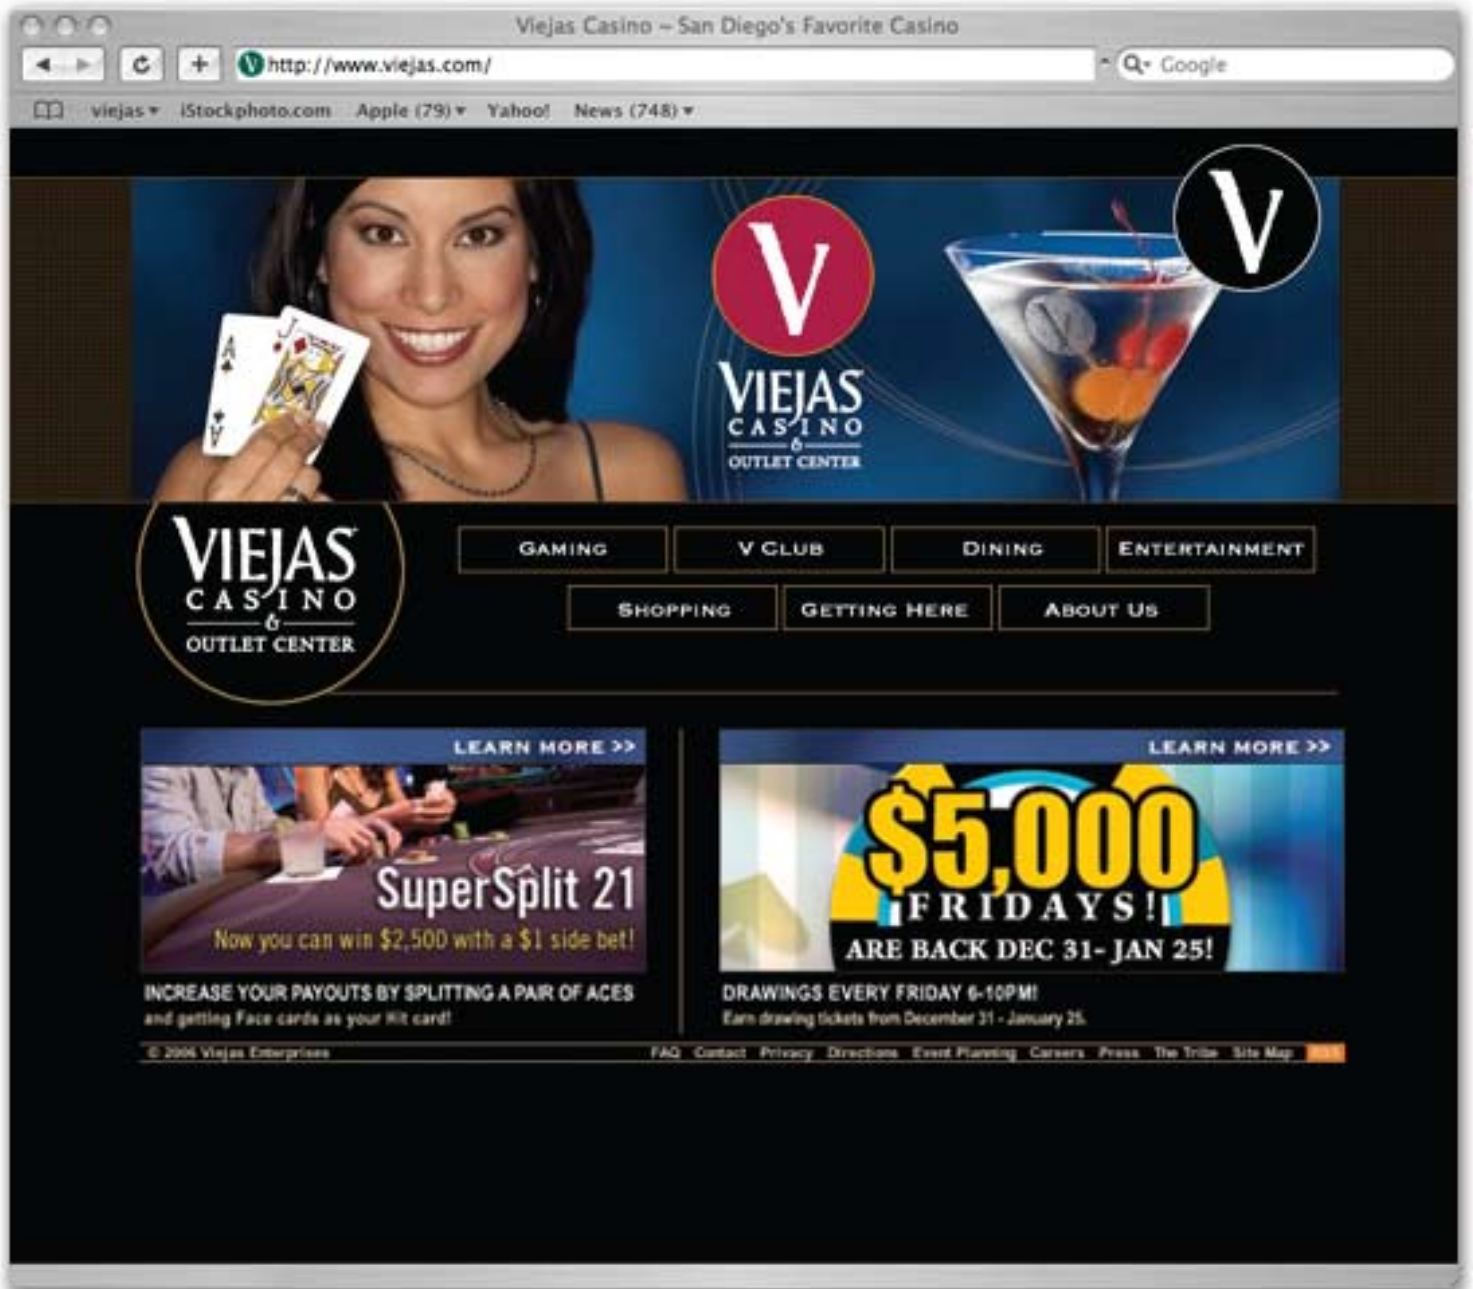 Viejas Casino – San Diego's Favorite Casino
http://www.viejas.com/
Google
viejas iStockphoto.com Apple (79) Yahoo! News (748)
V
V
A
J
A
VIEJAS
CASINO
&
OUTLET CENTER
VIEJAS
CASINO
&
OUTLET CENTER
GAMING V CLUB DINING ENTERTAINMENT
SHOPPING GETTING HERE ABOUT US
LEARN MORE >>
SuperSplit 21
Now you can win $2,500 with a $1 side bet!
INCREASE YOUR PAYOUTS BY SPLITTING A PAIR OF ACES
and getting Face cards as your Hit card!
LEARN MORE >>
$5,000
FRIDAYS!
ARE BACK DEC 31- JAN 25!
DRAWINGS EVERY FRIDAY 6-10PM!
Earn drawing tickets from December 31 - January 25.
© 2006 Viejas Enterprises
FAQ Contact Privacy Directions Event Planning Careers Press The Tribe Site Map RSS